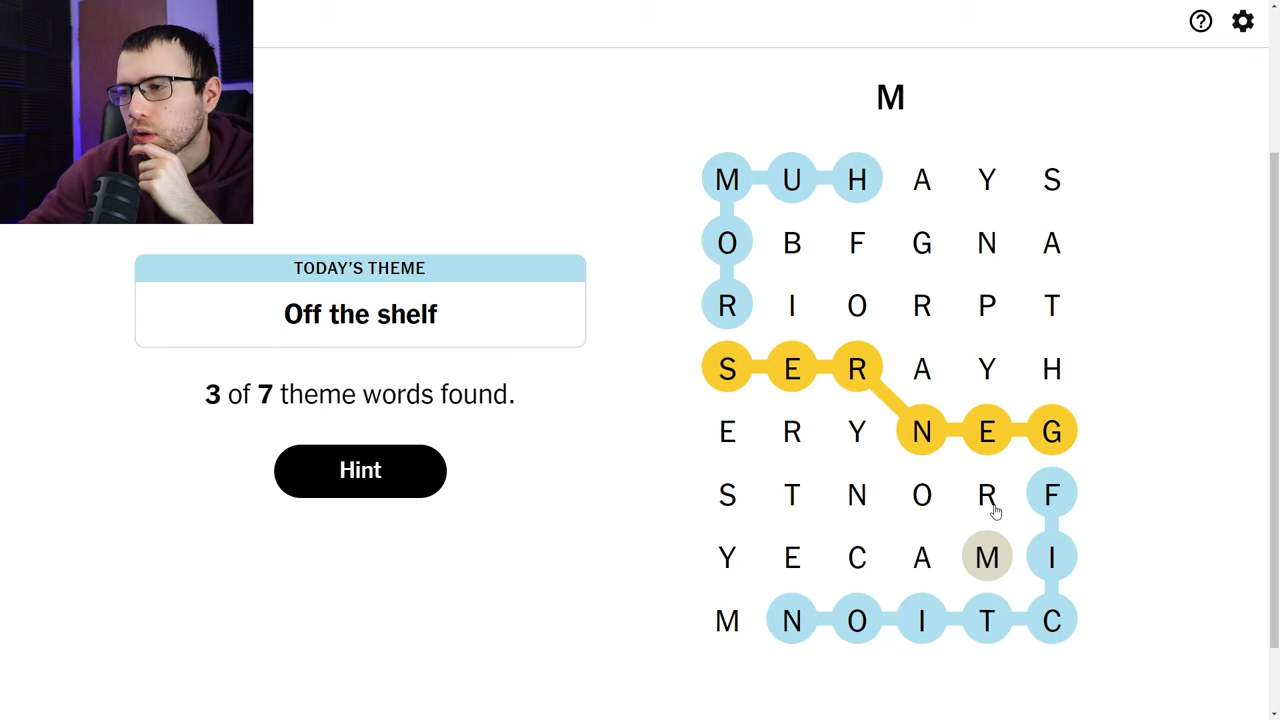 ?
M
M U H A Y S
TODAY'S THEME
Off the shelf
O B F G N A
R I O R P T
3 of 7 theme words found.
S E R A Y H
E R Y N E G
Hint
S T N O R F
Y E C A M I
M N O I T C